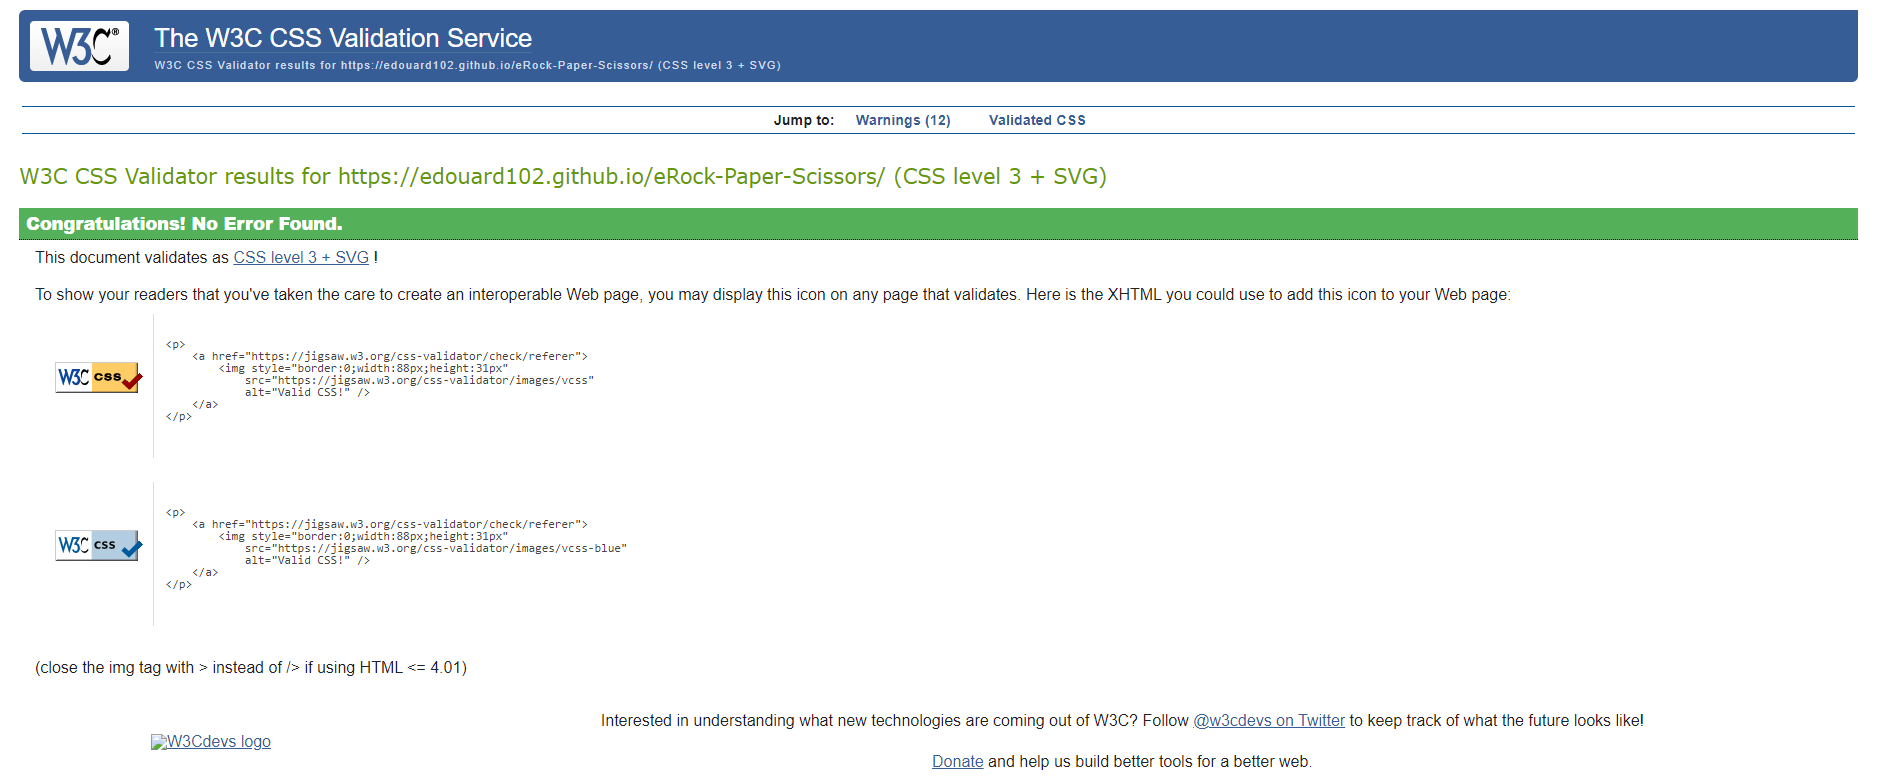 W3C®
The W3C CSS Validation Service
W3C CSS Validator results for https://edouard102.github.io/eRock-Paper-Scissors/ (CSS level 3 + SVG)
Jump to: Warnings (12) Validated CSS
W3C CSS Validator results for https://edouard102.github.io/eRock-Paper-Scissors/ (CSS level 3 + SVG)
Congratulations! No Error Found.
This document validates as CSS level 3 + SVG !
To show your readers that you've taken the care to create an interoperable Web page, you may display this icon on any page that validates. Here is the XHTML you could use to add this icon to your Web page:
W3C css
<p>
<a href="https://jigsaw.w3.org/css-validator/check/referer">
<img style="border:0;width:88px;height:31px"
src="https://jigsaw.w3.org/css-validator/images/vcss"
alt="Valid CSS!" />
</a>
</p>
W3C css
<p>
<a href="https://jigsaw.w3.org/css-validator/check/referer">
<img style="border:0;width:88px;height:31px"
src="https://jigsaw.w3.org/css-validator/images/vcss-blue"
alt="Valid CSS!" />
</a>
</p>
(close the img tag with > instead of /> if using HTML <= 4.01)
Interested in understanding what new technologies are coming out of W3C? Follow @w3cdevs on Twitter to keep track of what the future looks like!
W3Cdevs logo
Donate and help us build better tools for a better web.